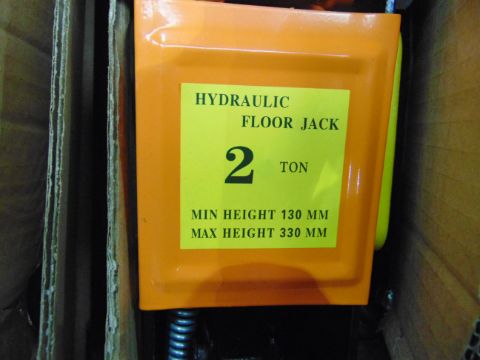 HYDRAULIC
FLOOR JACK
2 TON
MIN HEIGHT 130 MM
MAX HEIGHT 330 MM